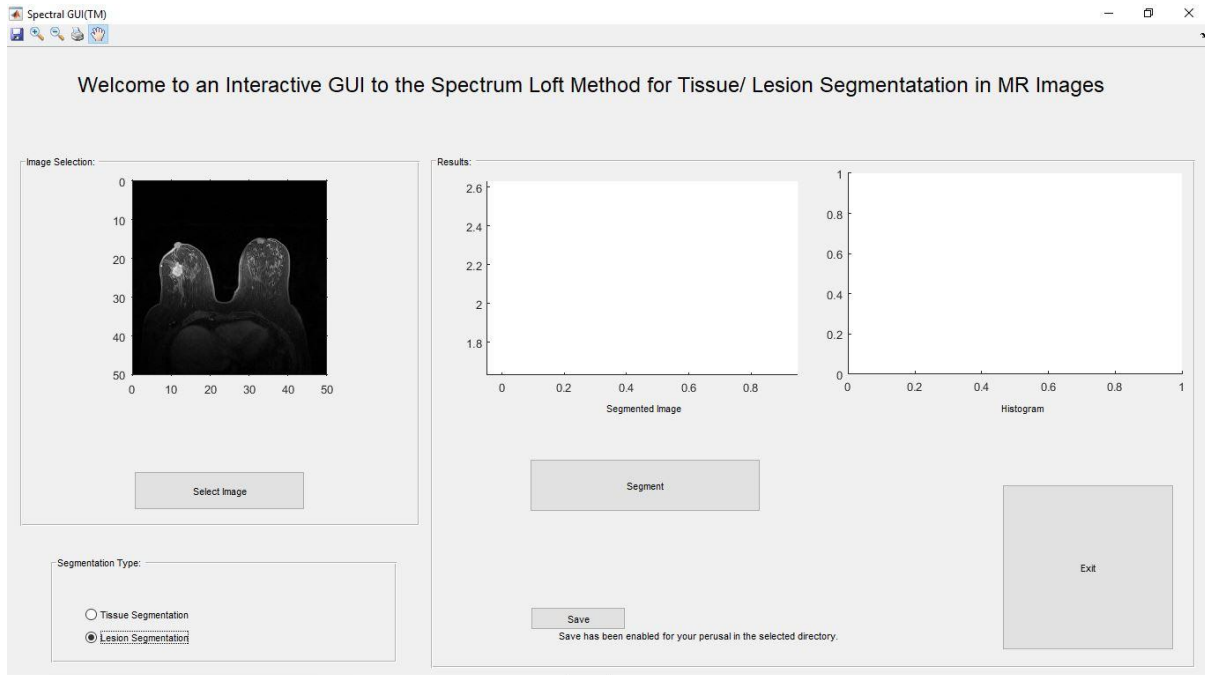 Spectral GUI(TM)
Welcome to an Interactive GUI to the Spectrum Loft Method for Tissue/ Lesion Segmentatation in MR Images
Image Selection:
0
10
20
30
40
50
0 10 20 30 40 50
Select Image
Segmentation Type:
Tissue Segmentation
Lesion Segmentation
Results:
2.6
2.4
2.2
2
1.8
0 0.2 0.4 0.6 0.8
Segmented Image
1
0.8
0.6
0.4
0.2
0
0 0.2 0.4 0.6 0.8 1
Histogram
Segment
Save
Save has been enabled for your perusal in the selected directory.
Exit